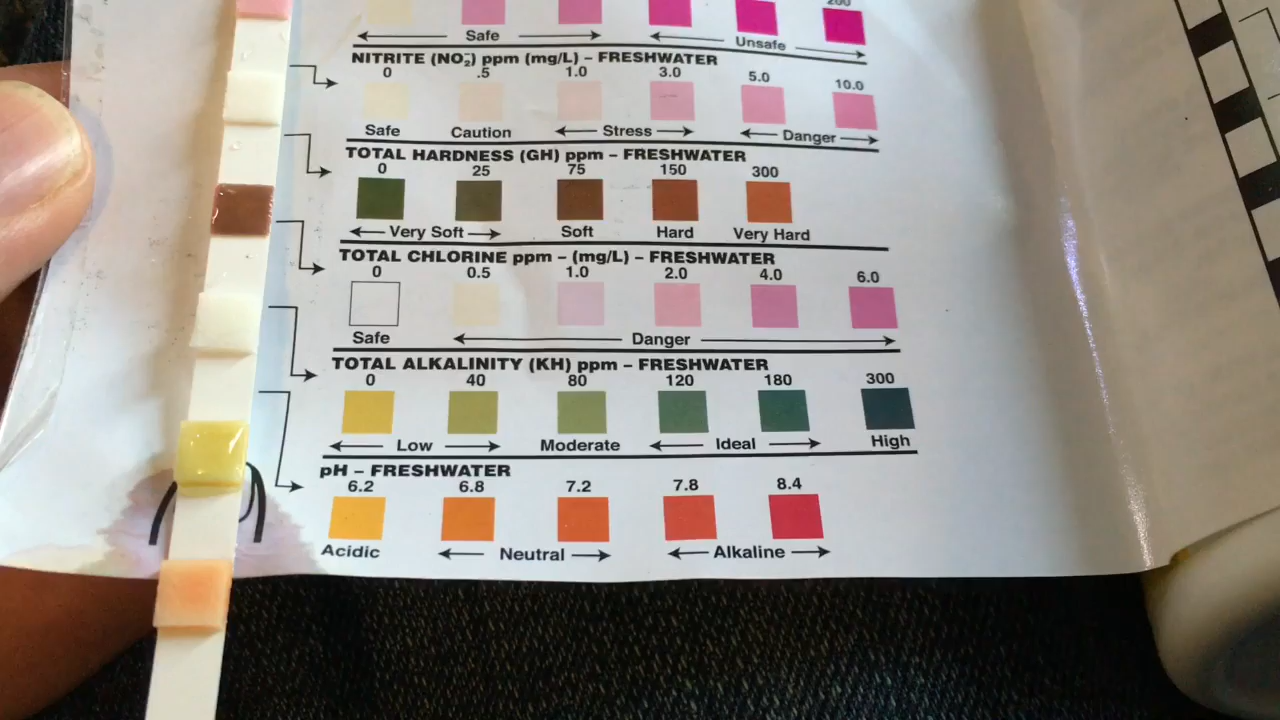 200
Safe Unsafe
NITRITE (NO₂⁻) ppm (mg/L) – FRESHWATER
0 .5 1.0 3.0 5.0 10.0
Safe Caution Stress Danger
TOTAL HARDNESS (GH) ppm – FRESHWATER
0 25 75 150 300
Very Soft Soft Hard Very Hard
TOTAL CHLORINE ppm – (mg/L) – FRESHWATER
0 0.5 1.0 2.0 4.0 6.0
Safe Danger
TOTAL ALKALINITY (KH) ppm – FRESHWATER
0 40 80 120 180 300
Low Moderate Ideal High
pH – FRESHWATER
6.2 6.8 7.2 7.8 8.4
Acidic Neutral Alkaline